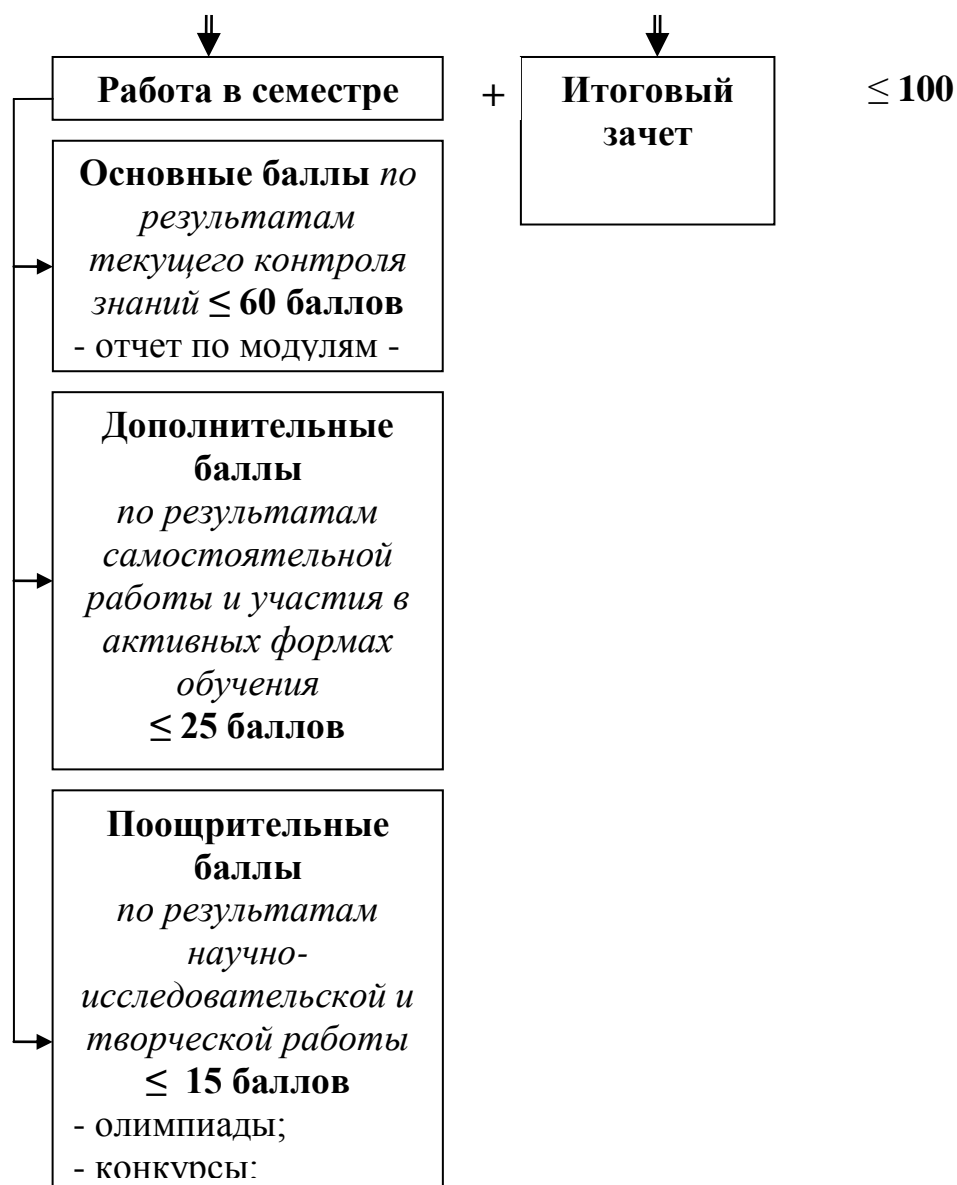 Работа в семестре
+
Итоговый
зачет
≤ 100
Основные баллы по
результатам
текущего контроля
знаний ≤ 60 баллов
- отчет по модулям -
Дополнительные
баллы
по результатам
самостоятельной
работы и участия в
активных формах
обучения
≤ 25 баллов
Поощрительные
баллы
по результатам
научно-
исследовательской и
творческой работы
≤ 15 баллов
- олимпиады;
- конкурсы;